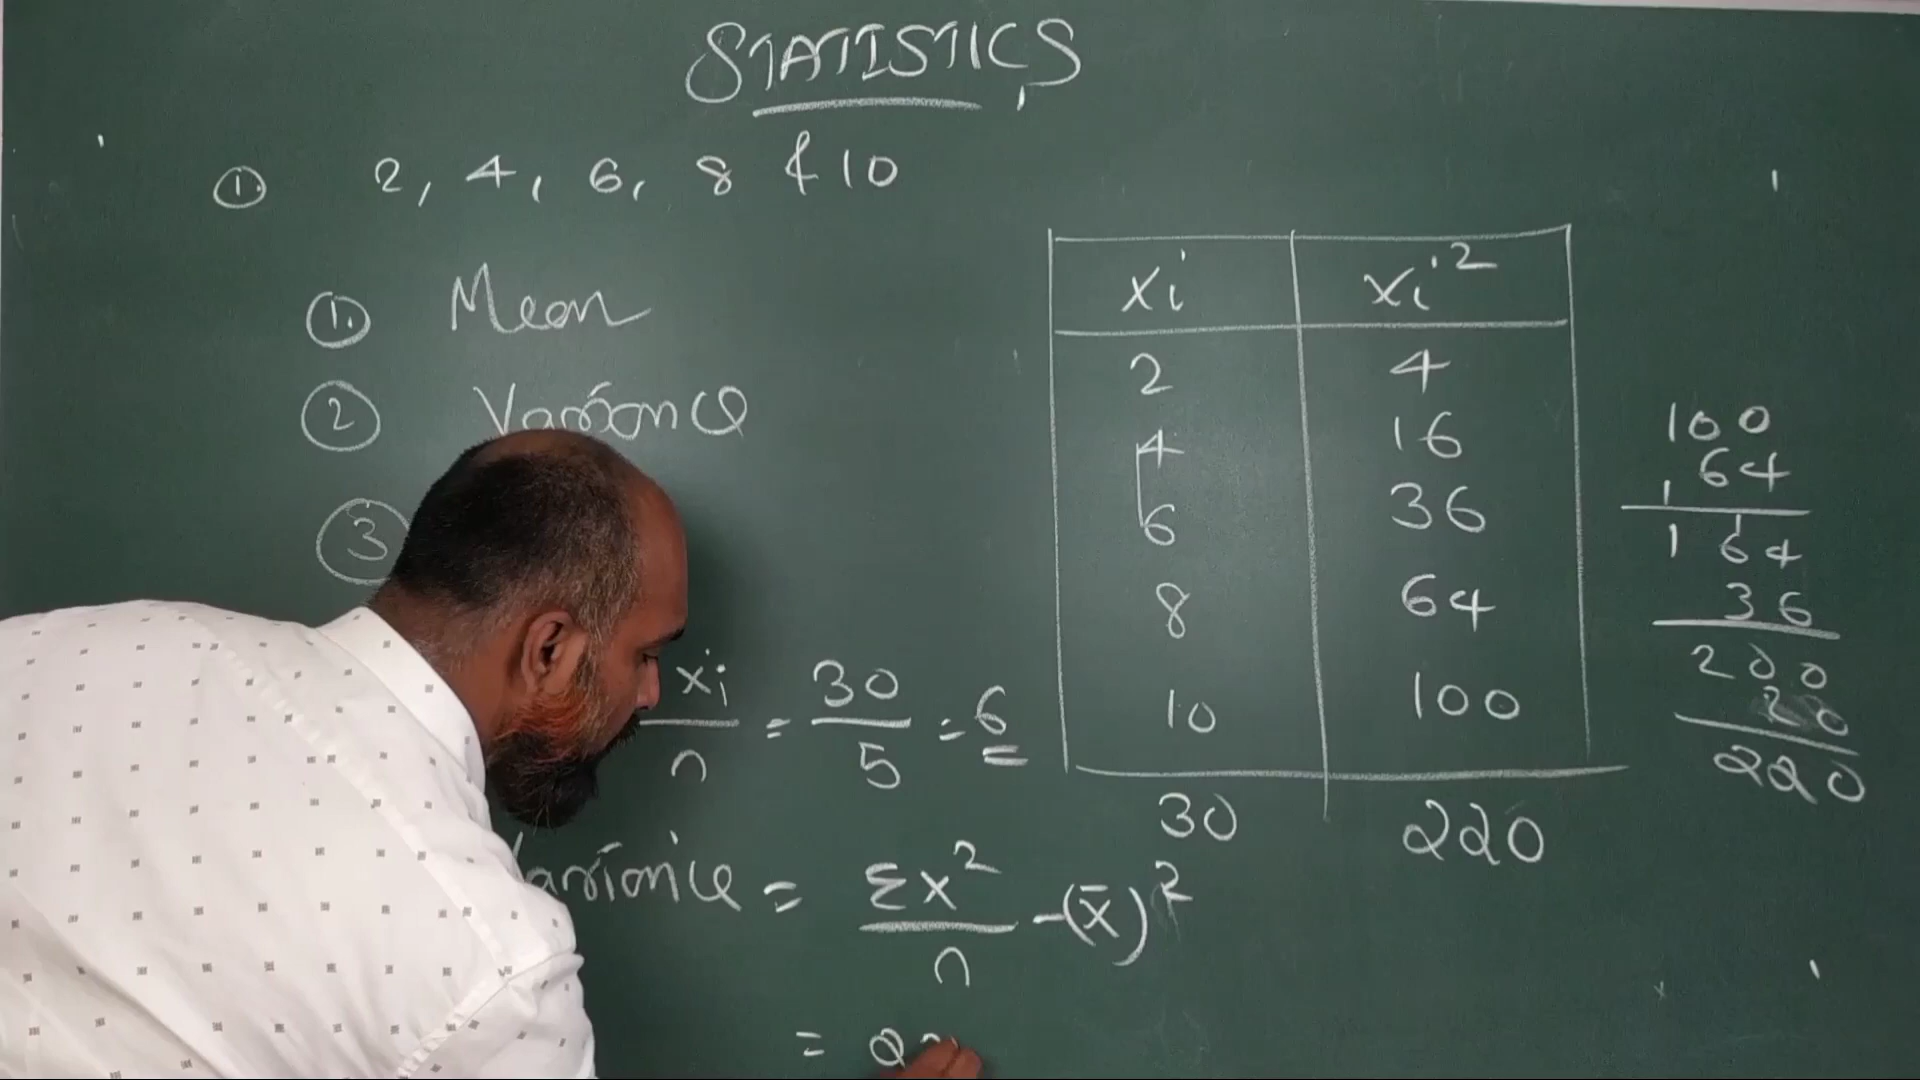 STATISTICS
① 2, 4, 6, 8 & 10
① Mean
② Variance
③
xi xi²
2 4
4 16
6 36
8 64
10 100
30 220
100
64
164
36
200
20
220
xi/n = 30/5 = 6
Variance = Σx²/n - (x̄)²
= 22